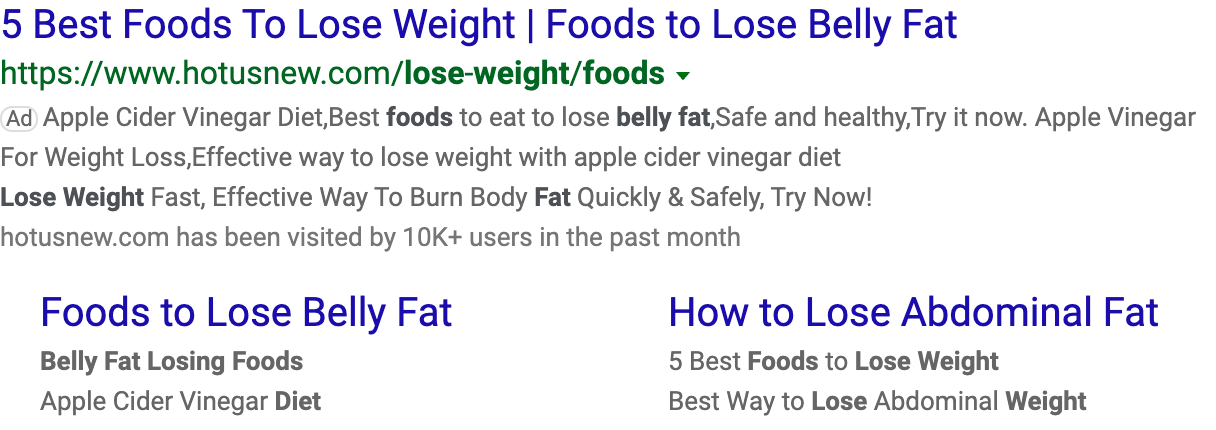 5 Best Foods To Lose Weight | Foods to Lose Belly Fat
https://www.hotusnew.com/lose-weight/foods
Ad Apple Cider Vinegar Diet,Best foods to eat to lose belly fat,Safe and healthy,Try it now. Apple Vinegar
For Weight Loss,Effective way to lose weight with apple cider vinegar diet
Lose Weight Fast, Effective Way To Burn Body Fat Quickly & Safely, Try Now!
hotusnew.com has been visited by 10K+ users in the past month
Foods to Lose Belly Fat
Belly Fat Losing Foods
Apple Cider Vinegar Diet
How to Lose Abdominal Fat
5 Best Foods to Lose Weight
Best Way to Lose Abdominal Weight